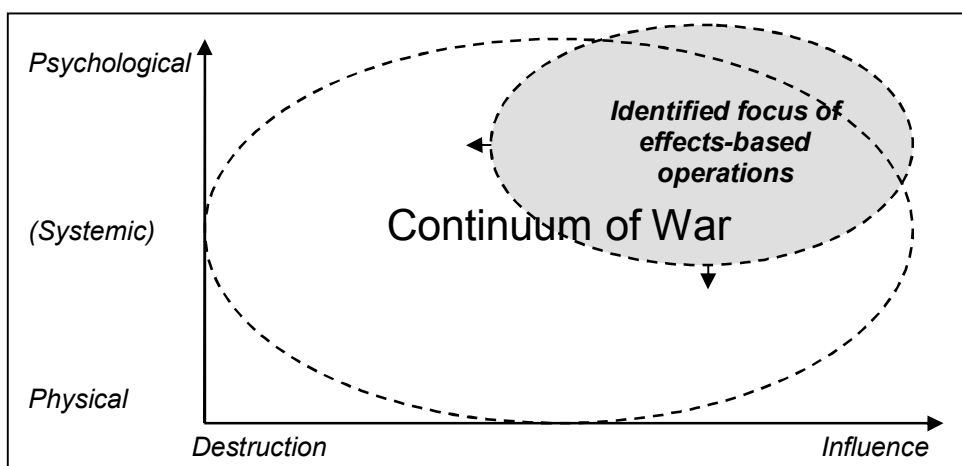 Psychological
Identified focus of
effects-based
operations
(Systemic)
Continuum of War
Physical
Destruction
Influence